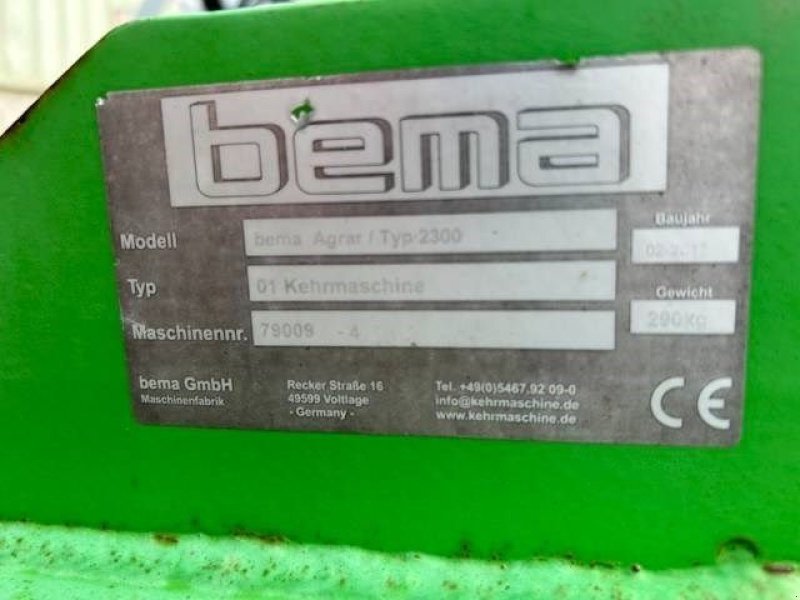 bema
Modell bema Agrar / Typ 2300
Baujahr
Typ 01 Kehrmaschine
Gewicht
290kg
Maschinennr. 79009 - 4
bema GmbH
Maschinenfabrik
Recker Straße 16
49599 Voltlage
- Germany -
Tel. +49(0)5467.92 09-0
info@kehrmaschine.de
www.kehrmaschine.de
CE